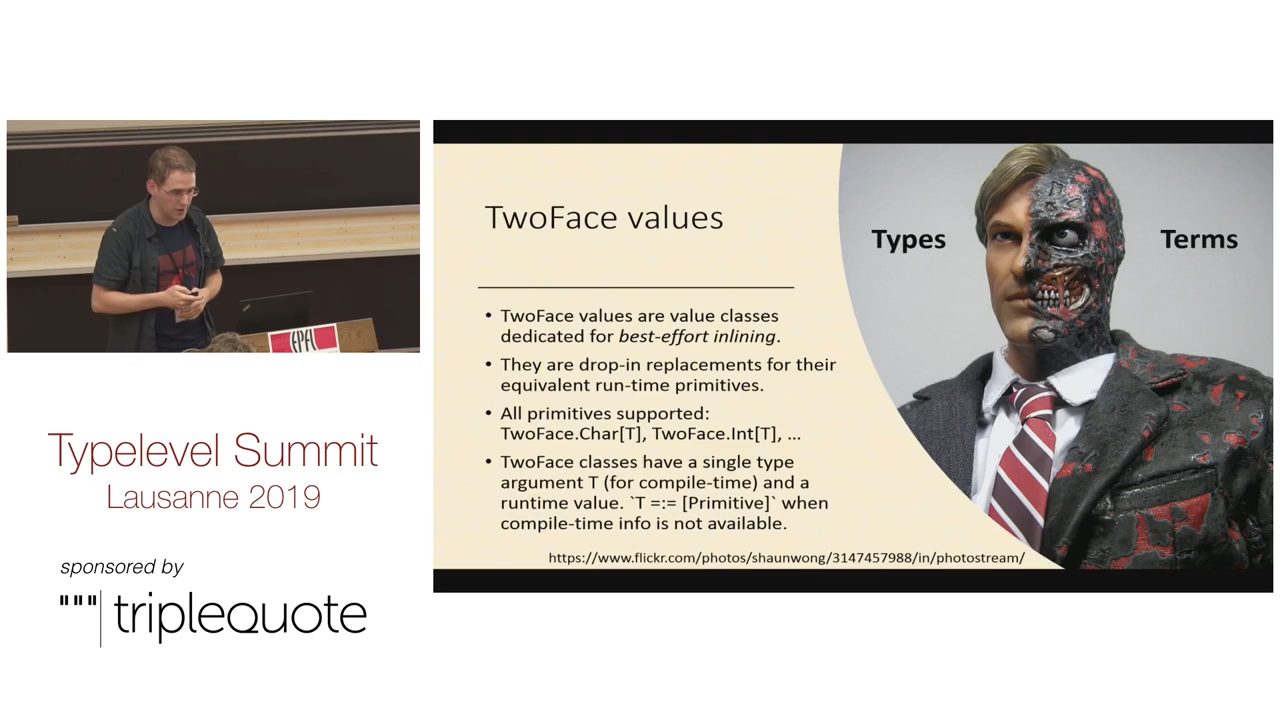 EPFL
Typelevel Summit
Lausanne 2019
sponsored by
"""|triplequote
TwoFace values
• TwoFace values are value classes
dedicated for best-effort inlining.
• They are drop-in replacements for their
equivalent run-time primitives.
• All primitives supported:
TwoFace.Char[T], TwoFace.Int[T], ...
• TwoFace classes have a single type
argument T (for compile-time) and a
runtime value. `T =:= [Primitive]` when
compile-time info is not available.
https://www.flickr.com/photos/shaunwong/3147457988/in/photostream/
Types
Terms